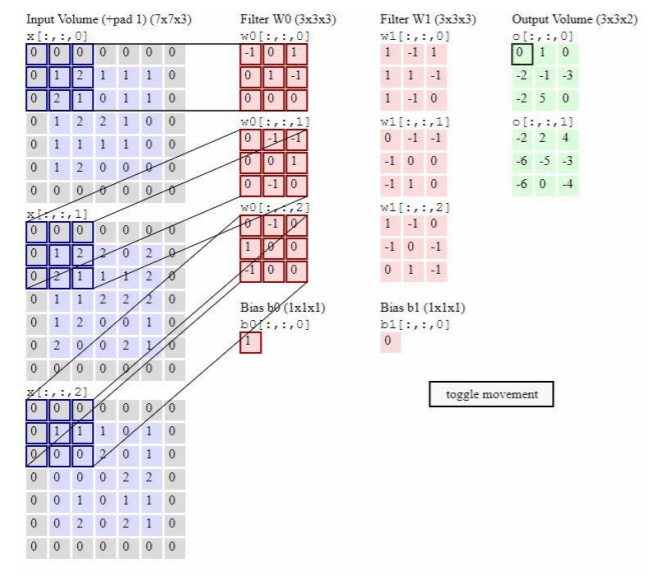 Input Volume (+pad 1) (7x7x3)
x[:,:,0]
0 0 0 0 0 0 0
0 1 2 1 1 1 0
0 2 1 0 1 1 0
0 1 2 2 1 0 0
0 1 1 1 1 0 0
0 1 2 0 0 0 0
0 0 0 0 0 0 0
x[:,:,1]
0 0 0 0 0 0 0
0 1 2 2 0 2 0
0 2 1 1 1 2 0
0 1 1 2 2 2 0
0 1 2 0 0 1 0
0 2 0 0 2 1 0
0 0 0 0 0 0 0
x[:,:,2]
0 0 0 0 0 0 0
0 1 1 1 0 1 0
0 0 0 2 0 1 0
0 0 0 0 2 2 0
0 0 1 0 1 1 0
0 0 2 0 2 1 0
0 0 0 0 0 0 0
Filter W0 (3x3x3)
w0[:,:,0]
-1 0 1
0 1 -1
0 0 0
w0[:,:,1]
0 -1 -1
0 0 1
0 -1 0
w0[:,:,2]
0 -1 0
1 0 0
-1 0 0
Bias b0 (1x1x1)
b0[:,:,0]
1
Filter W1 (3x3x3)
w1[:,:,0]
1 -1 1
1 1 -1
1 -1 0
w1[:,:,1]
0 -1 -1
-1 0 0
-1 1 0
w1[:,:,2]
1 -1 0
-1 0 -1
0 1 -1
Bias b1 (1x1x1)
b1[:,:,0]
0
Output Volume (3x3x2)
o[:,:,0]
0 1 0
-2 -1 -3
-2 5 0
o[:,:,1]
-2 2 4
-6 -5 -3
-6 0 -4
toggle movement